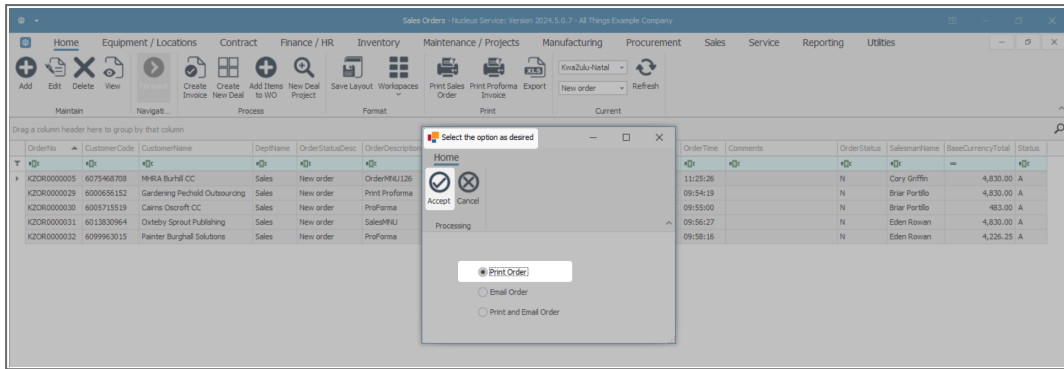 Sales Orders - Nucleus Service: Version 2024.5.0.7 - All Things Example Company
Home Equipment / Locations Contract Finance / HR Inventory Maintenance / Projects Manufacturing Procurement Sales Service Reporting Utilities
Add Edit Delete View Forward Create Invoice Create New Deal Add Items to WO New Deal Project Save Layout Workspaces Print Sales Order Print Proforma Invoice Export KwaZulu-Natal New order Refresh
Maintain Navigati... Process Format Print Current
Drag a column header here to group by that column
OrderNo CustomerCode CustomerName DeptName OrderStatusDesc OrderDescription OrderTime Comments OrderStatus SalesmanName BaseCurrencyTotal Status
KZOR0000005 6075468708 MHRA Burhill CC Sales New order OrderMNU126 11:25:26 N Cory Griffin 4,830.00 A
KZOR0000029 6000656152 Gardening Pechold Outsourcing Sales New order Print Proforma 09:54:19 N Briar Portillo 4,830.00 A
KZOR0000030 6005715519 Cairns Oscroft CC Sales New order ProForma 09:55:00 N Briar Portillo 483.00 A
KZOR0000031 6013830964 Oxteby Sprout Publishing Sales New order SalesMNU 09:56:27 N Eden Rowan 4,830.00 A
KZOR0000032 6099963015 Painter Burghall Solutions Sales New order ProForma 09:58:16 N Eden Rowan 4,226.25 A
Select the option as desired
Home
Accept Cancel
Processing
Print Order
Email Order
Print and Email Order